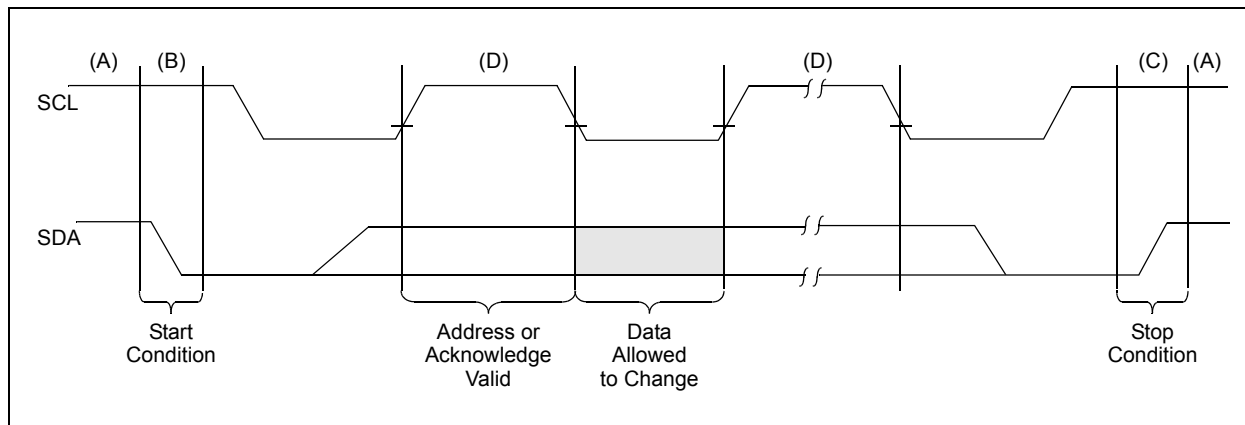 (A) (B) (D) (D) (C) (A)
SCL
SDA
Start
Condition
Address or
Acknowledge
Valid
Data
Allowed
to Change
Stop
Condition